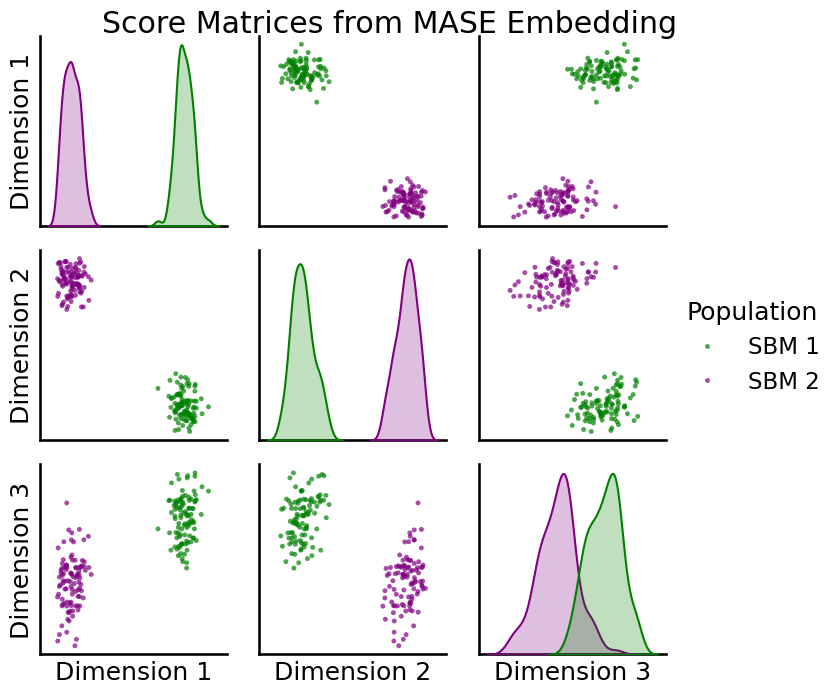 Score Matrices from MASE Embedding
Dimension 1
Dimension 2
Dimension 3
Population
SBM 1
SBM 2
Dimension 1
Dimension 2
Dimension 3